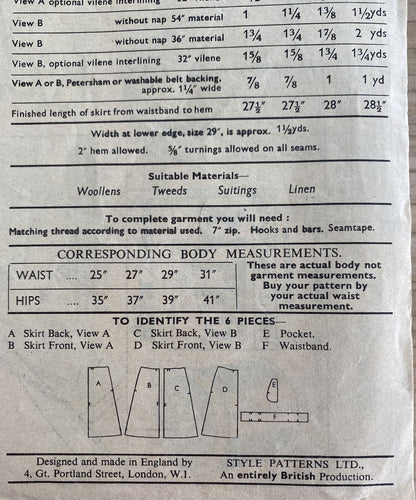 View A optional vilene interlining
View B without nap 54" material 1 1¼ 1⅜ 1½yds
View B without nap 36" material 1¾ 1¾ 1⅞ 2 yds
View B, optional vilene interlining 32" vilene 1⅝ 1⅝ 1¾ 1¾yds
View A or B, Petersham or washable belt backing,
approx. 1¼" wide ⅞ ⅞ 1 1 yd
Finished length of skirt from waistband to hem 27½" 27½" 28" 28½"
Width at lower edge, size 29", is approx. 1½yds.
2" hem allowed. ⅝" turnings allowed on all seams.
Suitable Materials—
Woollens Tweeds Suitings Linen
To complete garment you will need :
Matching thread according to material used. 7" zip. Hooks and bars. Seamtape.
CORRESPONDING BODY MEASUREMENTS.
WAIST .... 25" 27" 29" 31"
HIPS .... 35" 37" 39" 41"
These are actual body not
garment measurements.
Buy your pattern by
your actual waist
measurement.
TO IDENTIFY THE 6 PIECES—
A Skirt Back, View A C Skirt Back, View B E Pocket.
B Skirt Front, View A D Skirt Front, View B F Waistband.
A B C D E F
Designed and made in England by
4, Gt. Portland Street, London, W.1.
STYLE PATTERNS LTD.,
An entirely British Production.